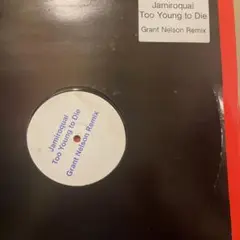 Jamiroquai
Too Young to Die
Grant Nelson Remix
Jamiroquai
Too Young to Die
Grant Nelson Remix